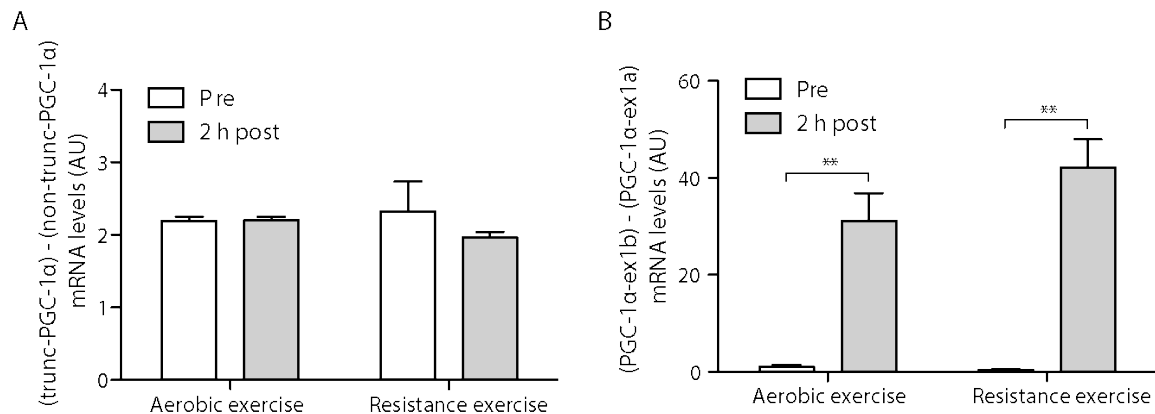 A
(trunc-PGC-1α) - (non-trunc-PGC-1α)
mRNA levels (AU)
4
3
2
1
0
Pre
2 h post
Aerobic exercise
Resistance exercise
B
(PGC-1α-ex1b) - (PGC-1α-ex1a)
mRNA levels (AU)
60
40
20
0
Pre
2 h post
**
**
Aerobic exercise
Resistance exercise